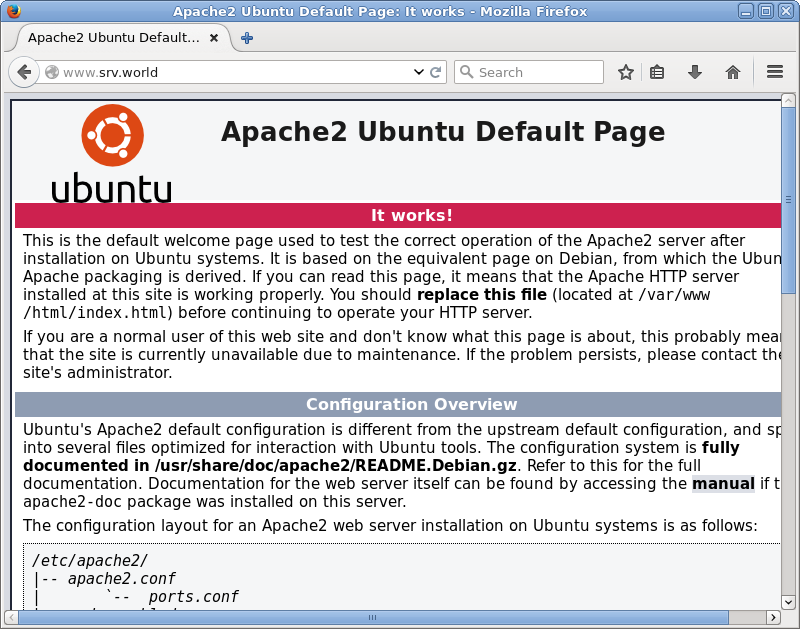 Apache2 Ubuntu Default Page: It works - Mozilla Firefox
Apache2 Ubuntu Default...
www.srv.world
Search
ubuntu
Apache2 Ubuntu Default Page
It works!
This is the default welcome page used to test the correct operation of the Apache2 server after
installation on Ubuntu systems. It is based on the equivalent page on Debian, from which the Ubun
Apache packaging is derived. If you can read this page, it means that the Apache HTTP server
installed at this site is working properly. You should replace this file (located at /var/www
/html/index.html) before continuing to operate your HTTP server.
If you are a normal user of this web site and don't know what this page is about, this probably mean
that the site is currently unavailable due to maintenance. If the problem persists, please contact the
site's administrator.
Configuration Overview
Ubuntu's Apache2 default configuration is different from the upstream default configuration, and sp
into several files optimized for interaction with Ubuntu tools. The configuration system is fully
documented in /usr/share/doc/apache2/README.Debian.gz. Refer to this for the full
documentation. Documentation for the web server itself can be found by accessing the manual if t
apache2-doc package was installed on this server.
The configuration layout for an Apache2 web server installation on Ubuntu systems is as follows:
/etc/apache2/
|-- apache2.conf
|       `--  ports.conf